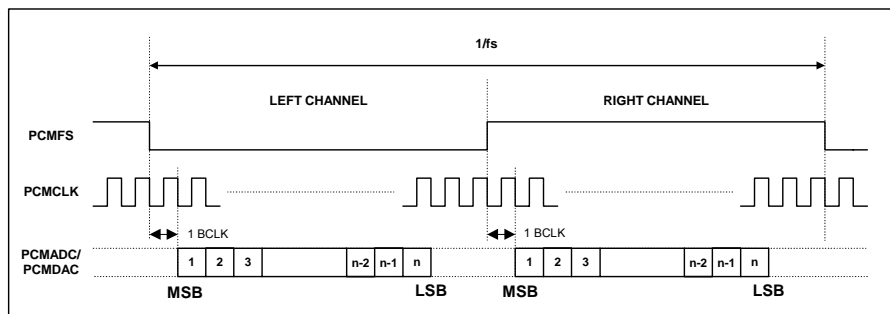 1/fs
LEFT CHANNEL
RIGHT CHANNEL
PCMFS
PCMCLK
1 BCLK
1 BCLK
PCMADC/
PCMDAC
1 2 3 n-2 n-1 n 1 2 3 n-2 n-1 n
MSB LSB MSB LSB